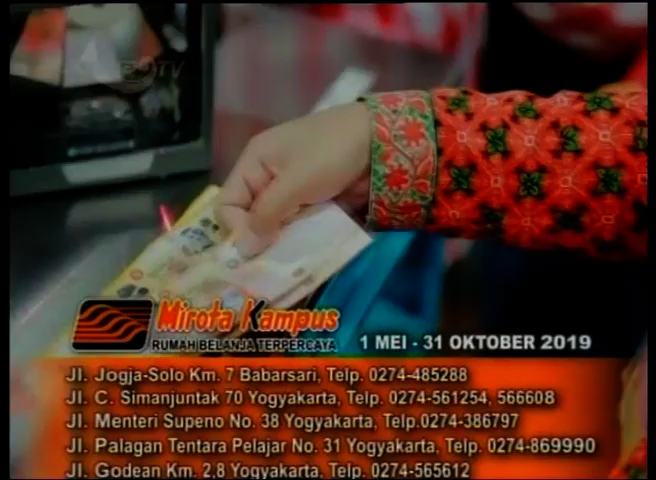 Mirota Kampus
RUMAH BELANJA TERPERCAYA
1 MEI - 31 OKTOBER 2019
Jl. Jogja-Solo Km. 7 Babarsari, Telp. 0274-485288
Jl. C. Simanjuntak 70 Yogyakarta, Telp. 0274-561254, 566608
Jl. Menteri Supeno No. 38 Yogyakarta, Telp.0274-386797
Jl. Palagan Tentara Pelajar No. 31 Yogyakarta, Telp. 0274-869990
Jl. Godean Km. 2,8 Yogyakarta, Telp. 0274-565612